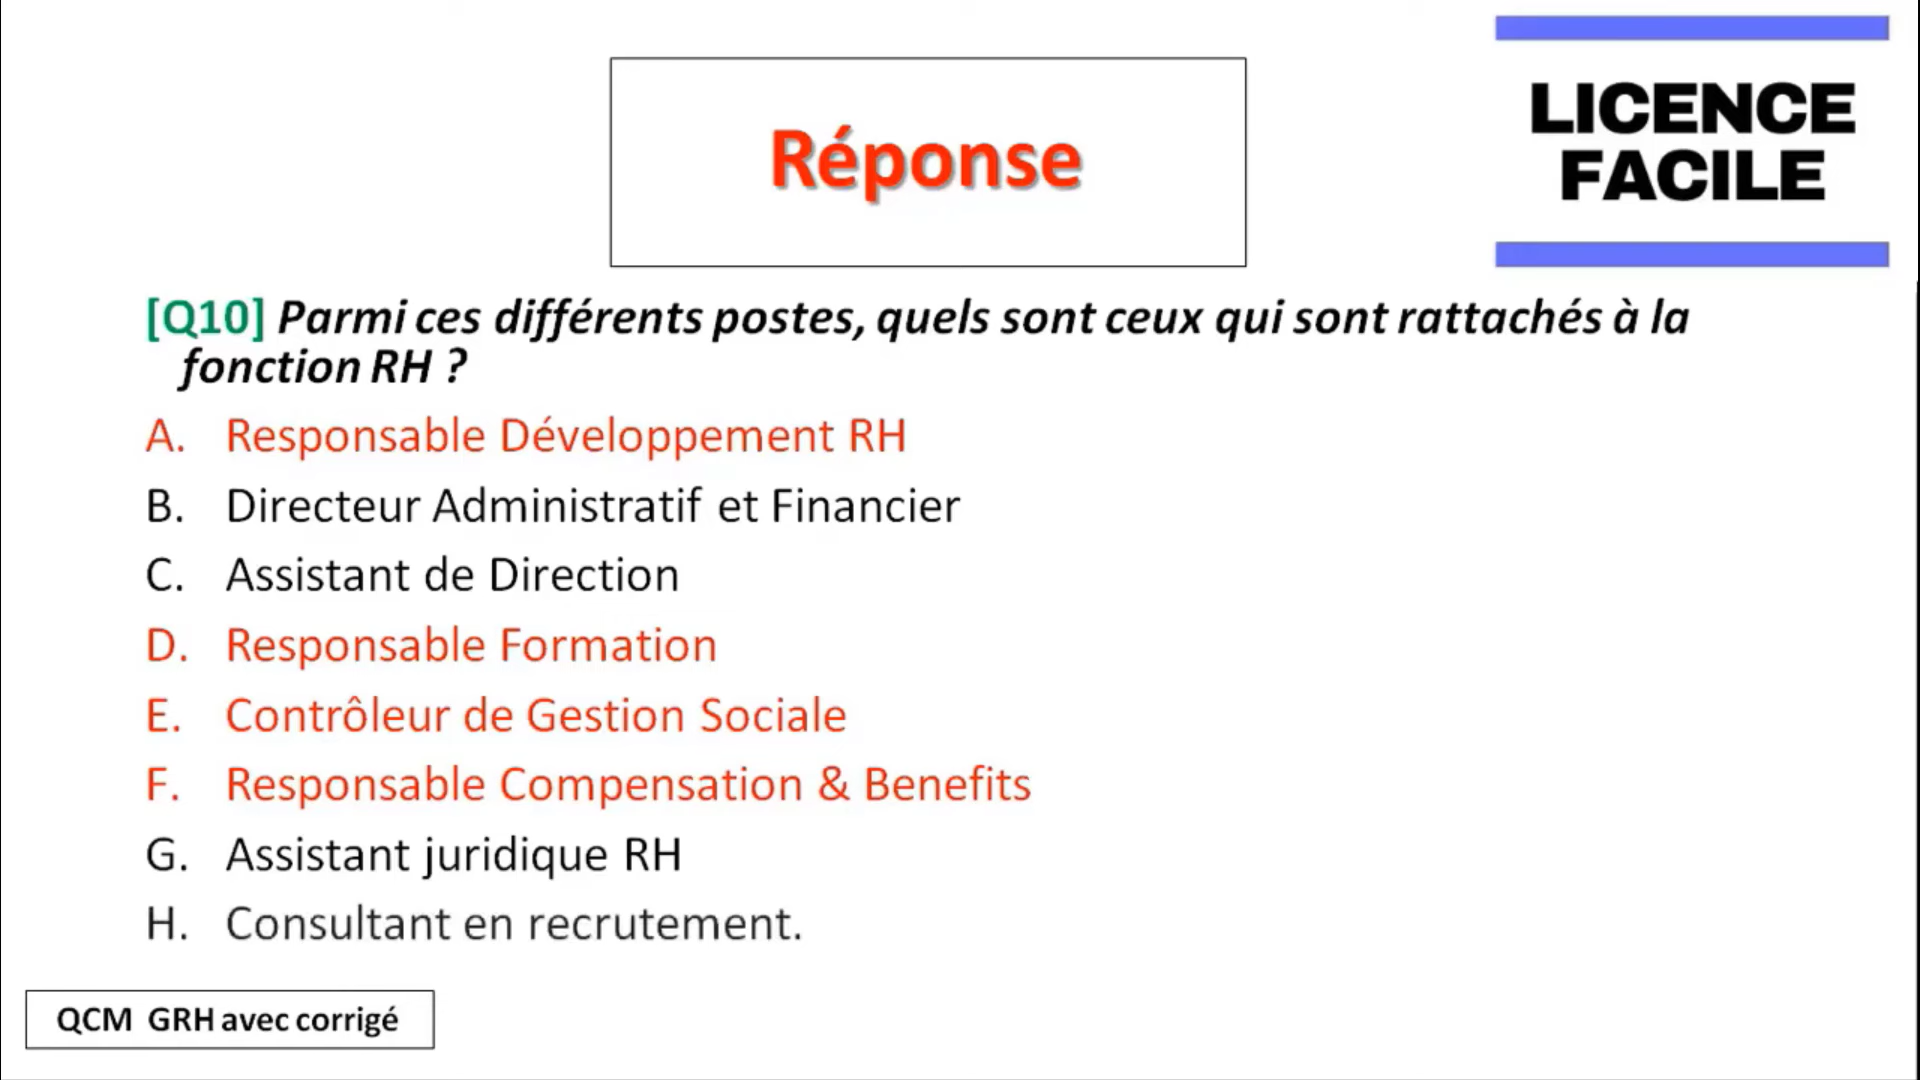 Réponse
LICENCE
FACILE
[Q10] Parmi ces différents postes, quels sont ceux qui sont rattachés à la
fonction RH ?
A. Responsable Développement RH
B. Directeur Administratif et Financier
C. Assistant de Direction
D. Responsable Formation
E. Contrôleur de Gestion Sociale
F. Responsable Compensation & Benefits
G. Assistant juridique RH
H. Consultant en recrutement.
QCM GRH avec corrigé